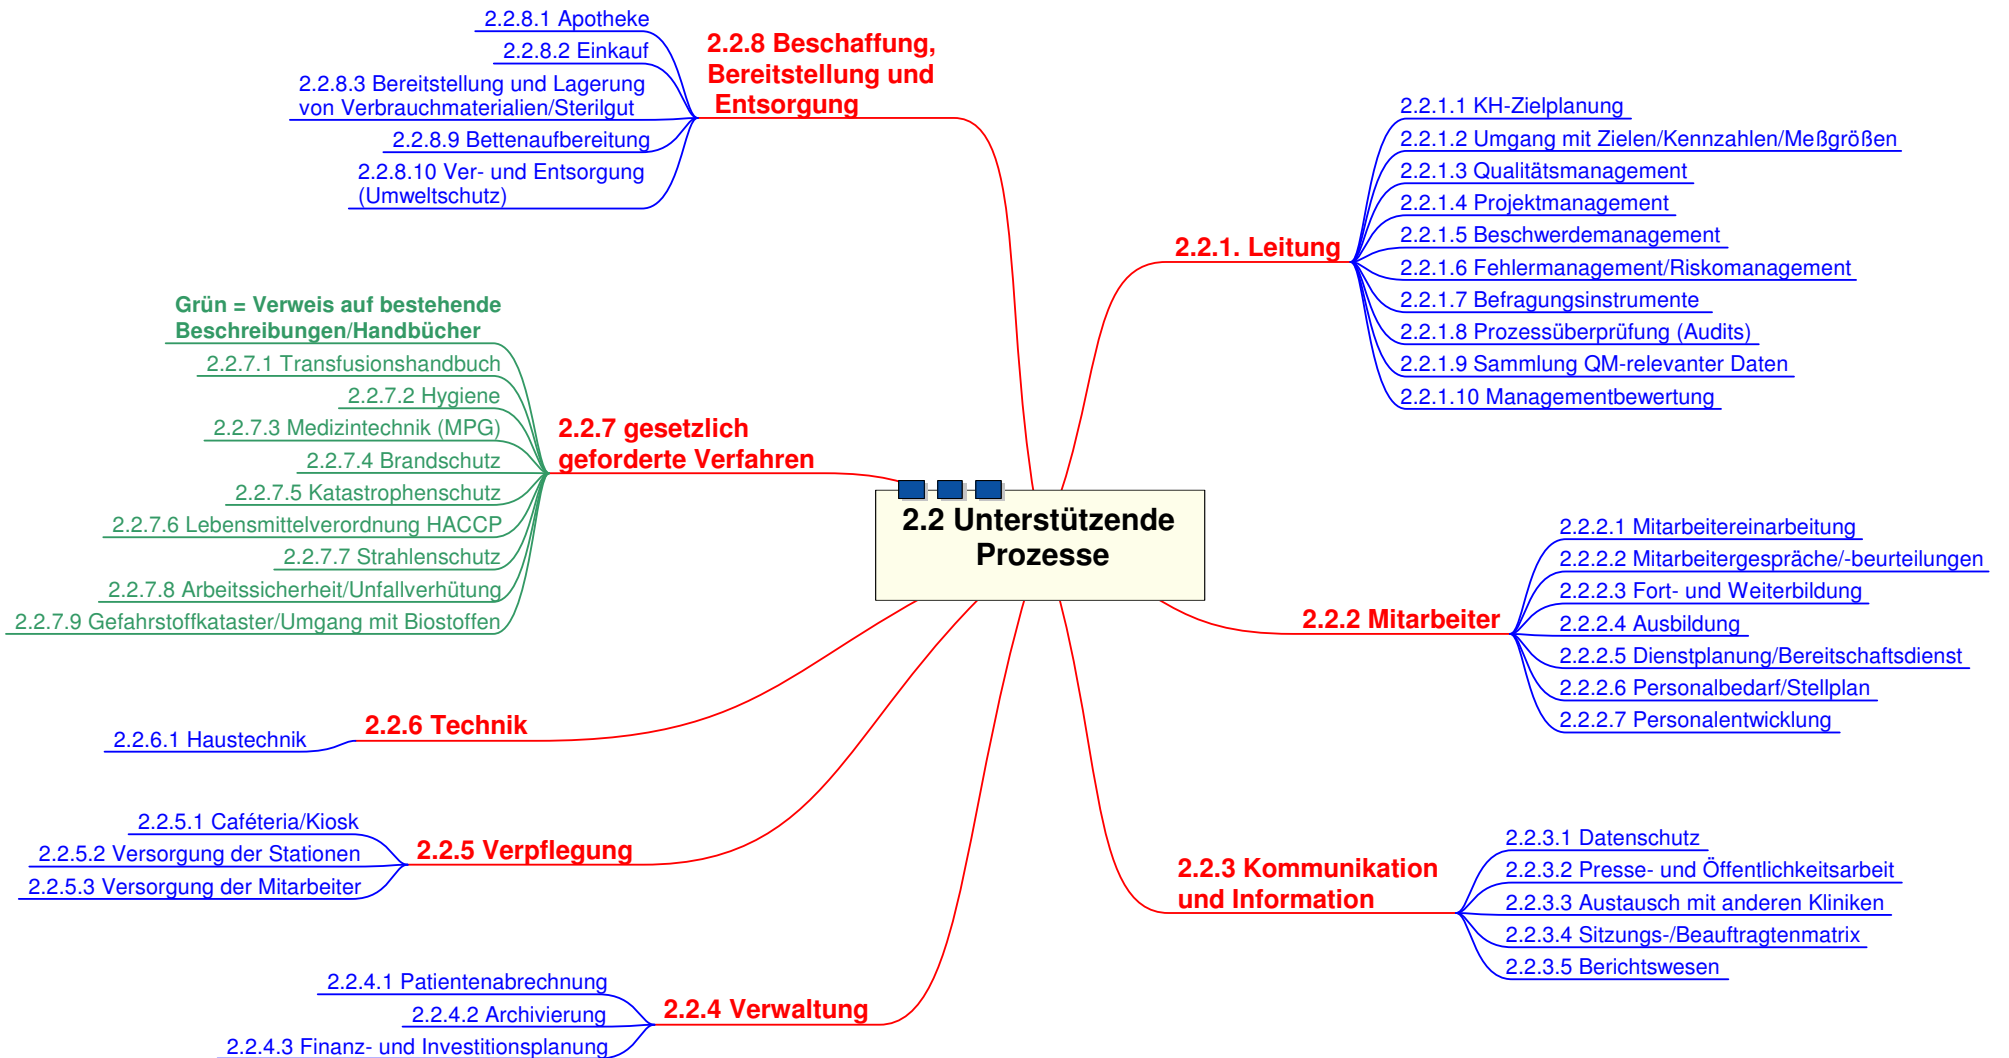 2.2 Unterstützende
Prozesse
2.2.1. Leitung
2.2.1.1 KH-Zielplanung
2.2.1.2 Umgang mit Zielen/Kennzahlen/Meßgrößen
2.2.1.3 Qualitätsmanagement
2.2.1.4 Projektmanagement
2.2.1.5 Beschwerdemanagement
2.2.1.6 Fehlermanagement/Riskomanagement
2.2.1.7 Befragungsinstrumente
2.2.1.8 Prozessüberprüfung (Audits)
2.2.1.9 Sammlung QM-relevanter Daten
2.2.1.10 Managementbewertung
2.2.2 Mitarbeiter
2.2.2.1 Mitarbeitereinarbeitung
2.2.2.2 Mitarbeitergespräche/-beurteilungen
2.2.2.3 Fort- und Weiterbildung
2.2.2.4 Ausbildung
2.2.2.5 Dienstplanung/Bereitschaftsdienst
2.2.2.6 Personalbedarf/Stellplan
2.2.2.7 Personalentwicklung
2.2.3 Kommunikation
und Information
2.2.3.1 Datenschutz
2.2.3.2 Presse- und Öffentlichkeitsarbeit
2.2.3.3 Austausch mit anderen Kliniken
2.2.3.4 Sitzungs-/Beauftragtenmatrix
2.2.3.5 Berichtswesen
2.2.4 Verwaltung
2.2.4.1 Patientenabrechnung
2.2.4.2 Archivierung
2.2.4.3 Finanz- und Investitionsplanung
2.2.5 Verpflegung
2.2.5.1 Caféteria/Kiosk
2.2.5.2 Versorgung der Stationen
2.2.5.3 Versorgung der Mitarbeiter
2.2.6 Technik
2.2.6.1 Haustechnik
2.2.7 gesetzlich
geforderte Verfahren
Grün = Verweis auf bestehende
Beschreibungen/Handbücher
2.2.7.1 Transfusionshandbuch
2.2.7.2 Hygiene
2.2.7.3 Medizintechnik (MPG)
2.2.7.4 Brandschutz
2.2.7.5 Katastrophenschutz
2.2.7.6 Lebensmittelverordnung HACCP
2.2.7.7 Strahlenschutz
2.2.7.8 Arbeitssicherheit/Unfallverhütung
2.2.7.9 Gefahrstoffkataster/Umgang mit Biostoffen
2.2.8 Beschaffung,
Bereitstellung und
Entsorgung
2.2.8.1 Apotheke
2.2.8.2 Einkauf
2.2.8.3 Bereitstellung und Lagerung
von Verbrauchmaterialien/Sterilgut
2.2.8.9 Bettenaufbereitung
2.2.8.10 Ver- und Entsorgung
(Umweltschutz)